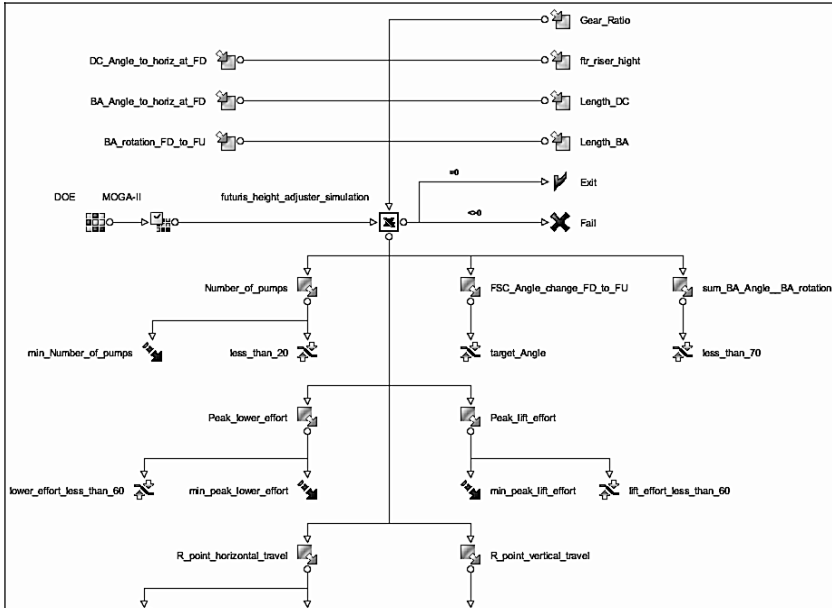 Gear_Ratio
DC_Angle_to_horiz_at_FD
ftr_riser_hight
BA_Angle_to_horiz_at_FD
Length_DC
BA_rotation_FD_to_FU
Length_BA
=0
Exit
DOE
MOGA-II
futuris_height_adjuster_simulation
<>0
Fail
Number_of_pumps
FSC_Angle_change_FD_to_FU
sum_BA_Angle__BA_rotation
min_Number_of_pumps
less_than_20
target_Angle
less_than_70
Peak_lower_effort
Peak_lift_effort
lower_effort_less_than_60
min_peak_lower_effort
min_peak_lift_effort
lift_effort_less_than_60
R_point_horizontal_travel
R_point_vertical_travel